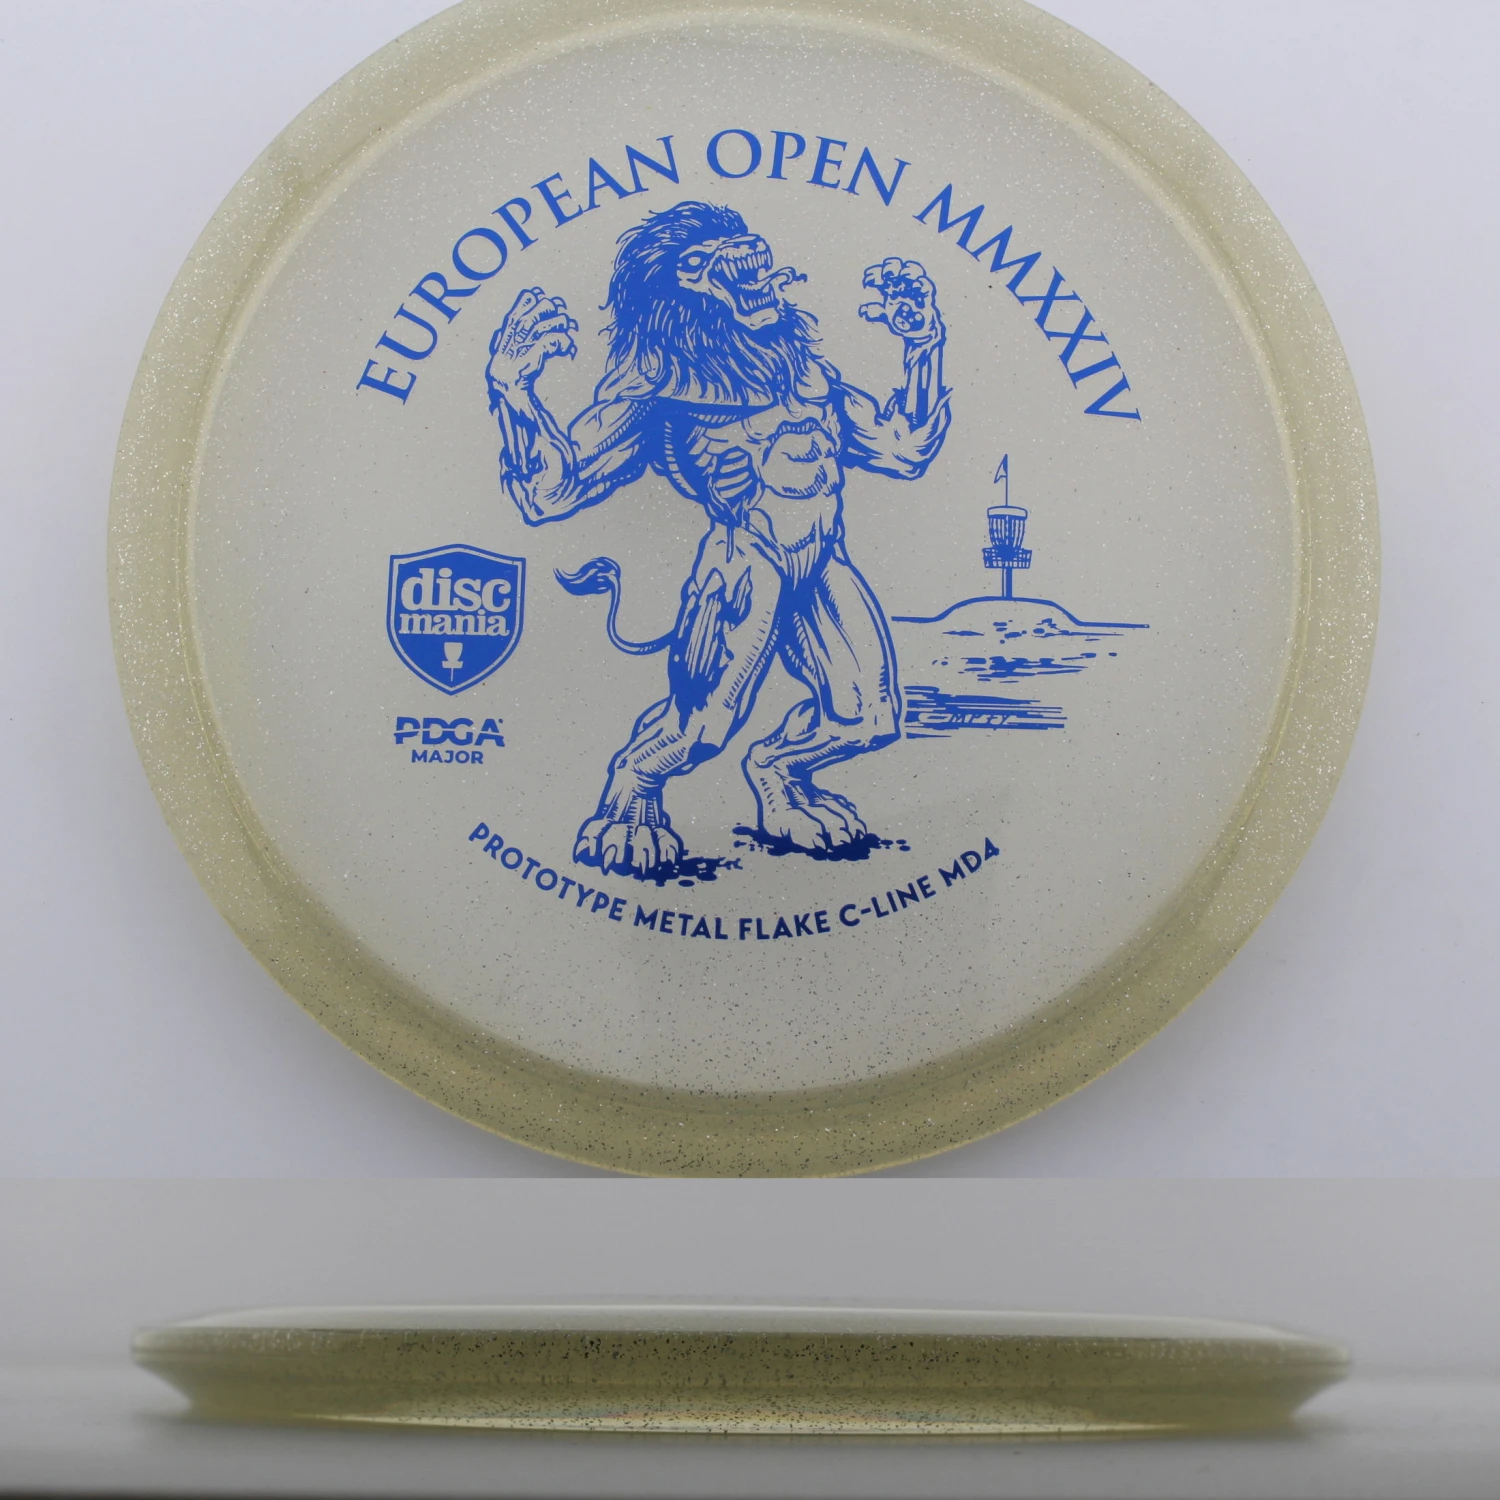 EUROPEAN OPEN MMXXIV
disc
mania
PDGA
MAJOR
PROTOTYPE METAL FLAKE C-LINE MD4